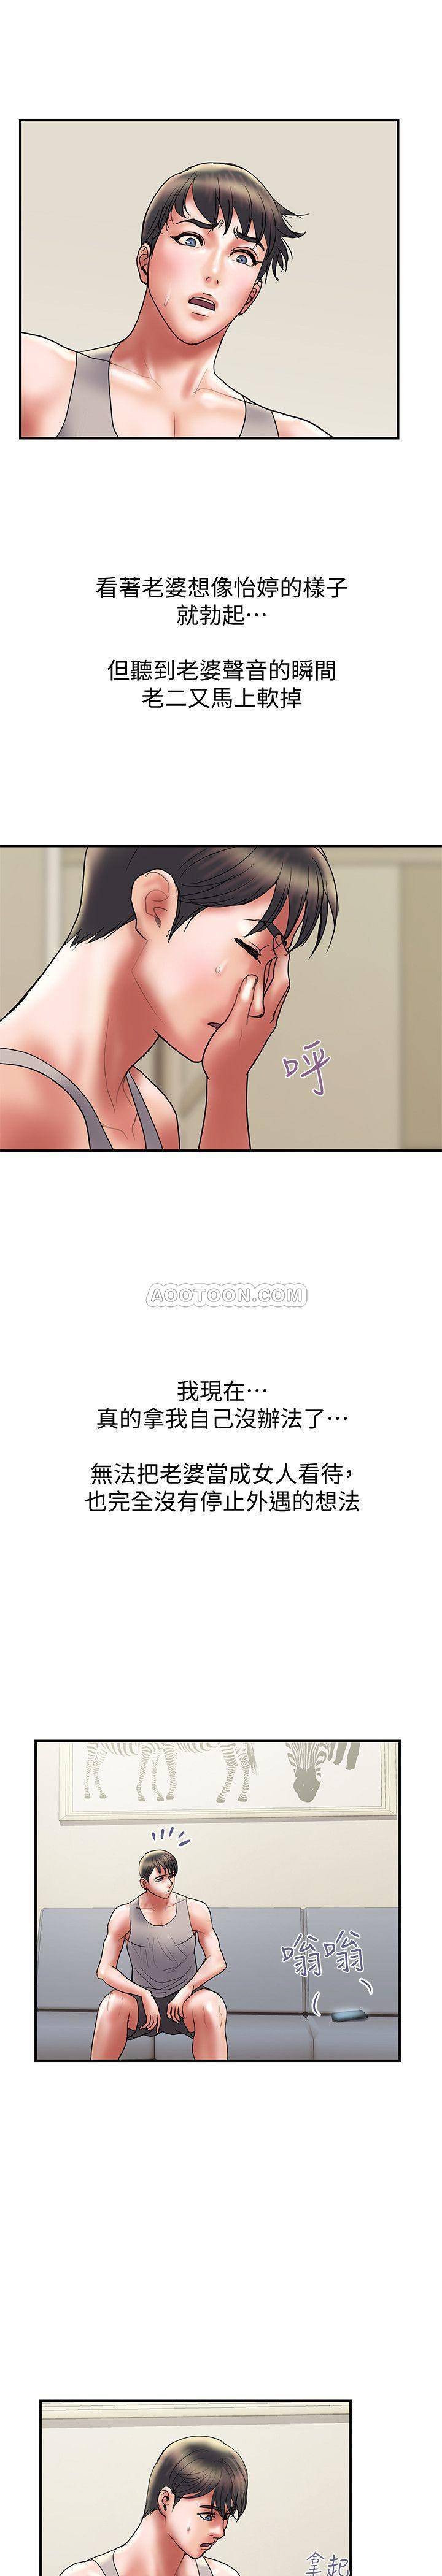 看著老婆想像怡婷的樣子
就勃起…
但聽到老婆聲音的瞬間
老二又馬上軟掉
呼
AOOTOON.COM
我現在…
真的拿我自己沒辦法了…
無法把老婆當成女人看待，
也完全沒有停止外遇的想法
嗡嗡
拿起